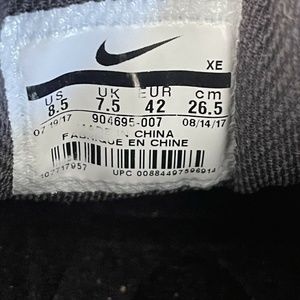 XE
US UK EUR cm
8.5 7.5 42 26.5
07/19/17 904695-007 08/14/17
MADE IN CHINA
FABRIQUE EN CHINE
UPC 00884497596914